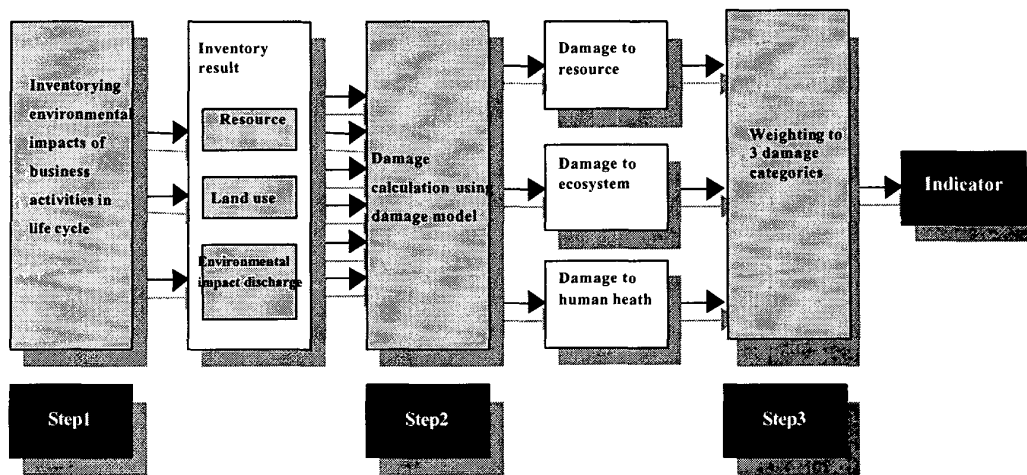 Inventorying
environmental
impacts of
business
activities in
life cycle
Inventory
result
Resource
Land use
Environmental
impact discharge
Damage
calculation using
damage model
Damage to
resource
Damage to
ecosystem
Damage to
human heath
Weighting to
3 damage
categories
Indicator
Step1
Step2
Step3